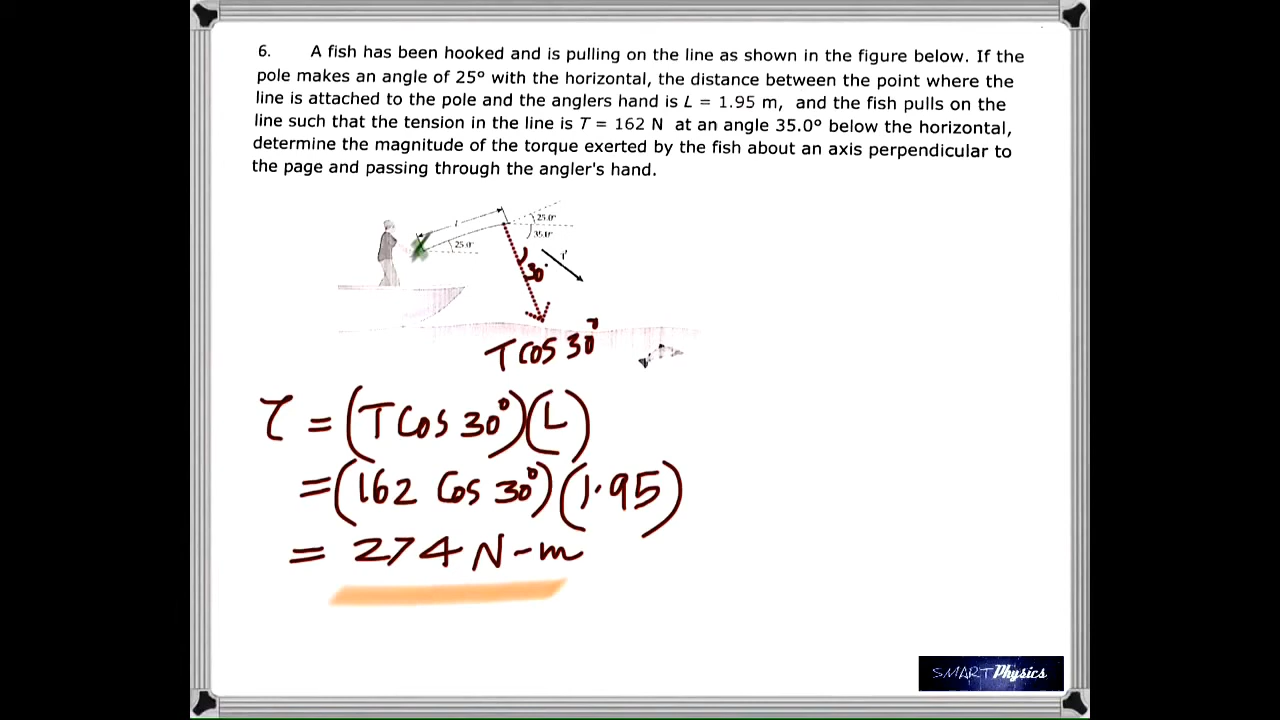 6. A fish has been hooked and is pulling on the line as shown in the figure below. If the
pole makes an angle of 25° with the horizontal, the distance between the point where the
line is attached to the pole and the anglers hand is L = 1.95 m, and the fish pulls on the
line such that the tension in the line is T = 162 N at an angle 35.0° below the horizontal,
determine the magnitude of the torque exerted by the fish about an axis perpendicular to
the page and passing through the angler's hand.
25.0°
35.0°
25.0°
30°
T cos 30°
τ = (T Cos 30°)(L)
= (162 Cos 30°)(1.95)
= 274 N-m
SMART Physics